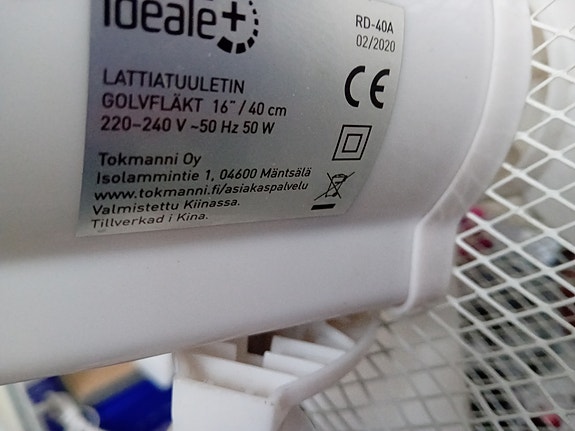 ideale+
RD-40A
02/2020
LATTIATUULETIN
GOLVFLÄKT 16" / 40 cm
220-240 V ~50 Hz 50 W
CE
Tokmanni Oy
Isolammintie 1, 04600 Mäntsälä
www.tokmanni.fi/asiakaspalvelu
Valmistettu Kiinassa.
Tillverkad i Kina.